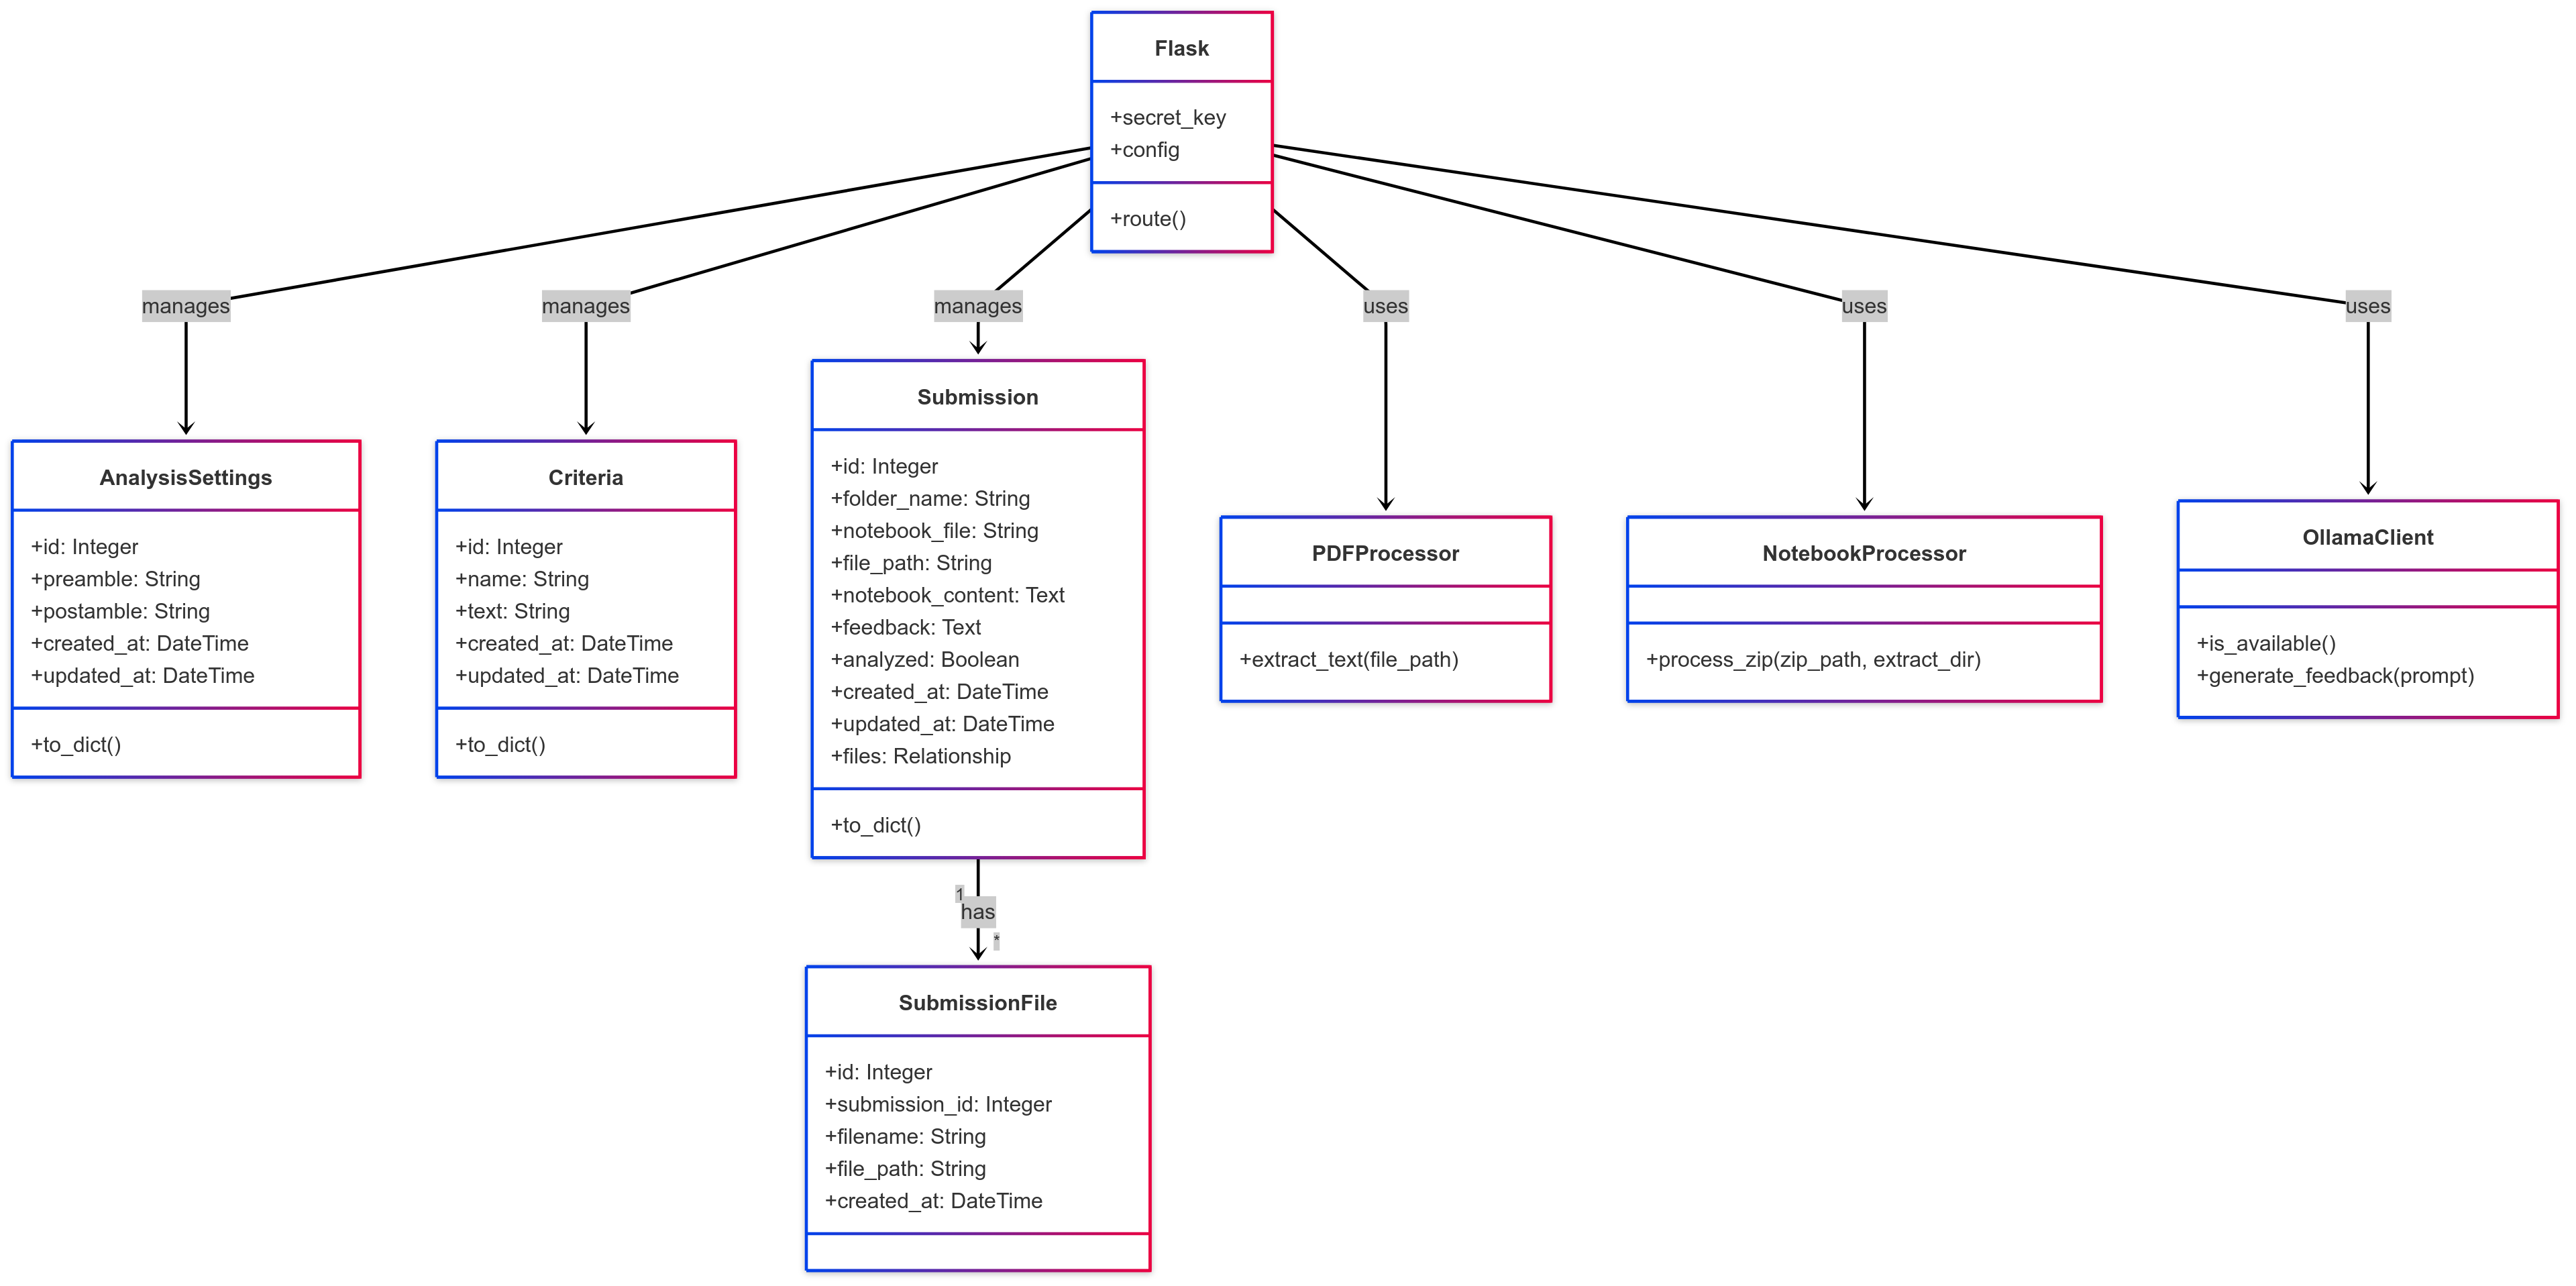 Flask
+secret_key
+config
+route()
manages
manages
manages
uses
uses
uses
AnalysisSettings
+id: Integer
+preamble: String
+postamble: String
+created_at: DateTime
+updated_at: DateTime
+to_dict()
Criteria
+id: Integer
+name: String
+text: String
+created_at: DateTime
+updated_at: DateTime
+to_dict()
Submission
+id: Integer
+folder_name: String
+notebook_file: String
+file_path: String
+notebook_content: Text
+feedback: Text
+analyzed: Boolean
+created_at: DateTime
+updated_at: DateTime
+files: Relationship
+to_dict()
PDFProcessor
+extract_text(file_path)
NotebookProcessor
+process_zip(zip_path, extract_dir)
OllamaClient
+is_available()
+generate_feedback(prompt)
1
has
*
SubmissionFile
+id: Integer
+submission_id: Integer
+filename: String
+file_path: String
+created_at: DateTime